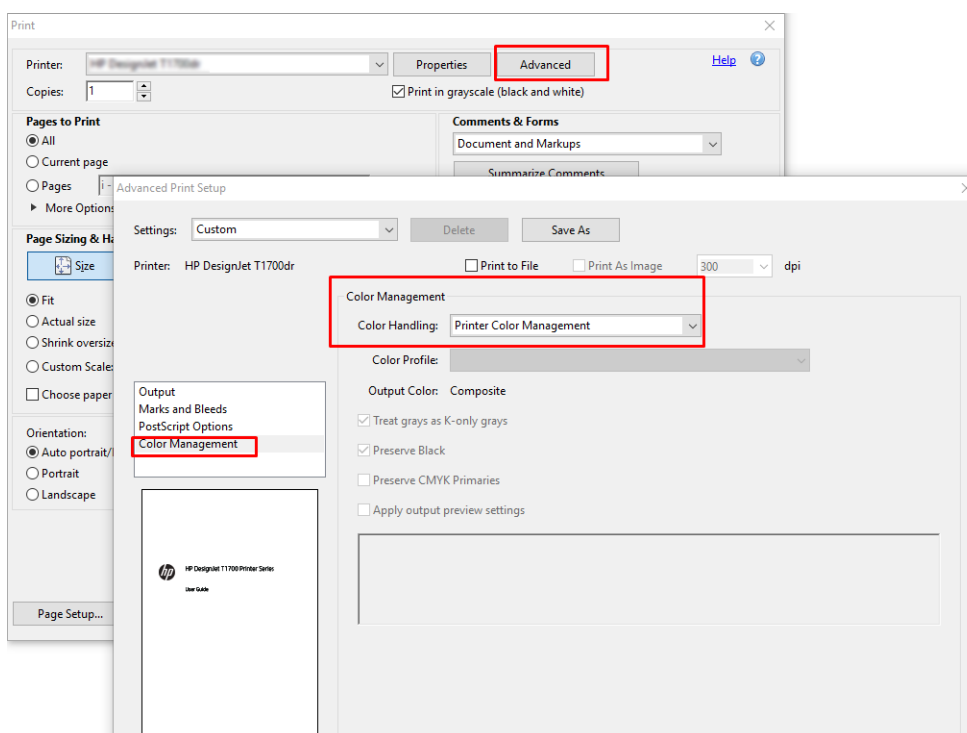 Print
Printer:
Properties
Advanced
Help
?
Copies:
1
Print in grayscale (black and white)
Pages to Print
All
Current page
Pages
i -
More Options
Comments & Forms
Document and Markups
Summarize Comments
Page Sizing & Ha
Size
Fit
Actual size
Shrink oversize
Custom Scale:
Choose paper
Orientation:
Auto portrait/l
Portrait
Landscape
Page Setup...
Advanced Print Setup
Settings:
Custom
Delete
Save As
Printer: HP DesignJet T1700dr
Print to File
Print As Image
300
dpi
Output
Marks and Bleeds
PostScript Options
Color Management
Color Management
Color Handling:
Printer Color Management
Color Profile:
Output Color: Composite
Treat grays as K-only grays
Preserve Black
Preserve CMYK Primaries
Apply output preview settings
hp
HP DesignJet T1700 Printer Series
User Guide